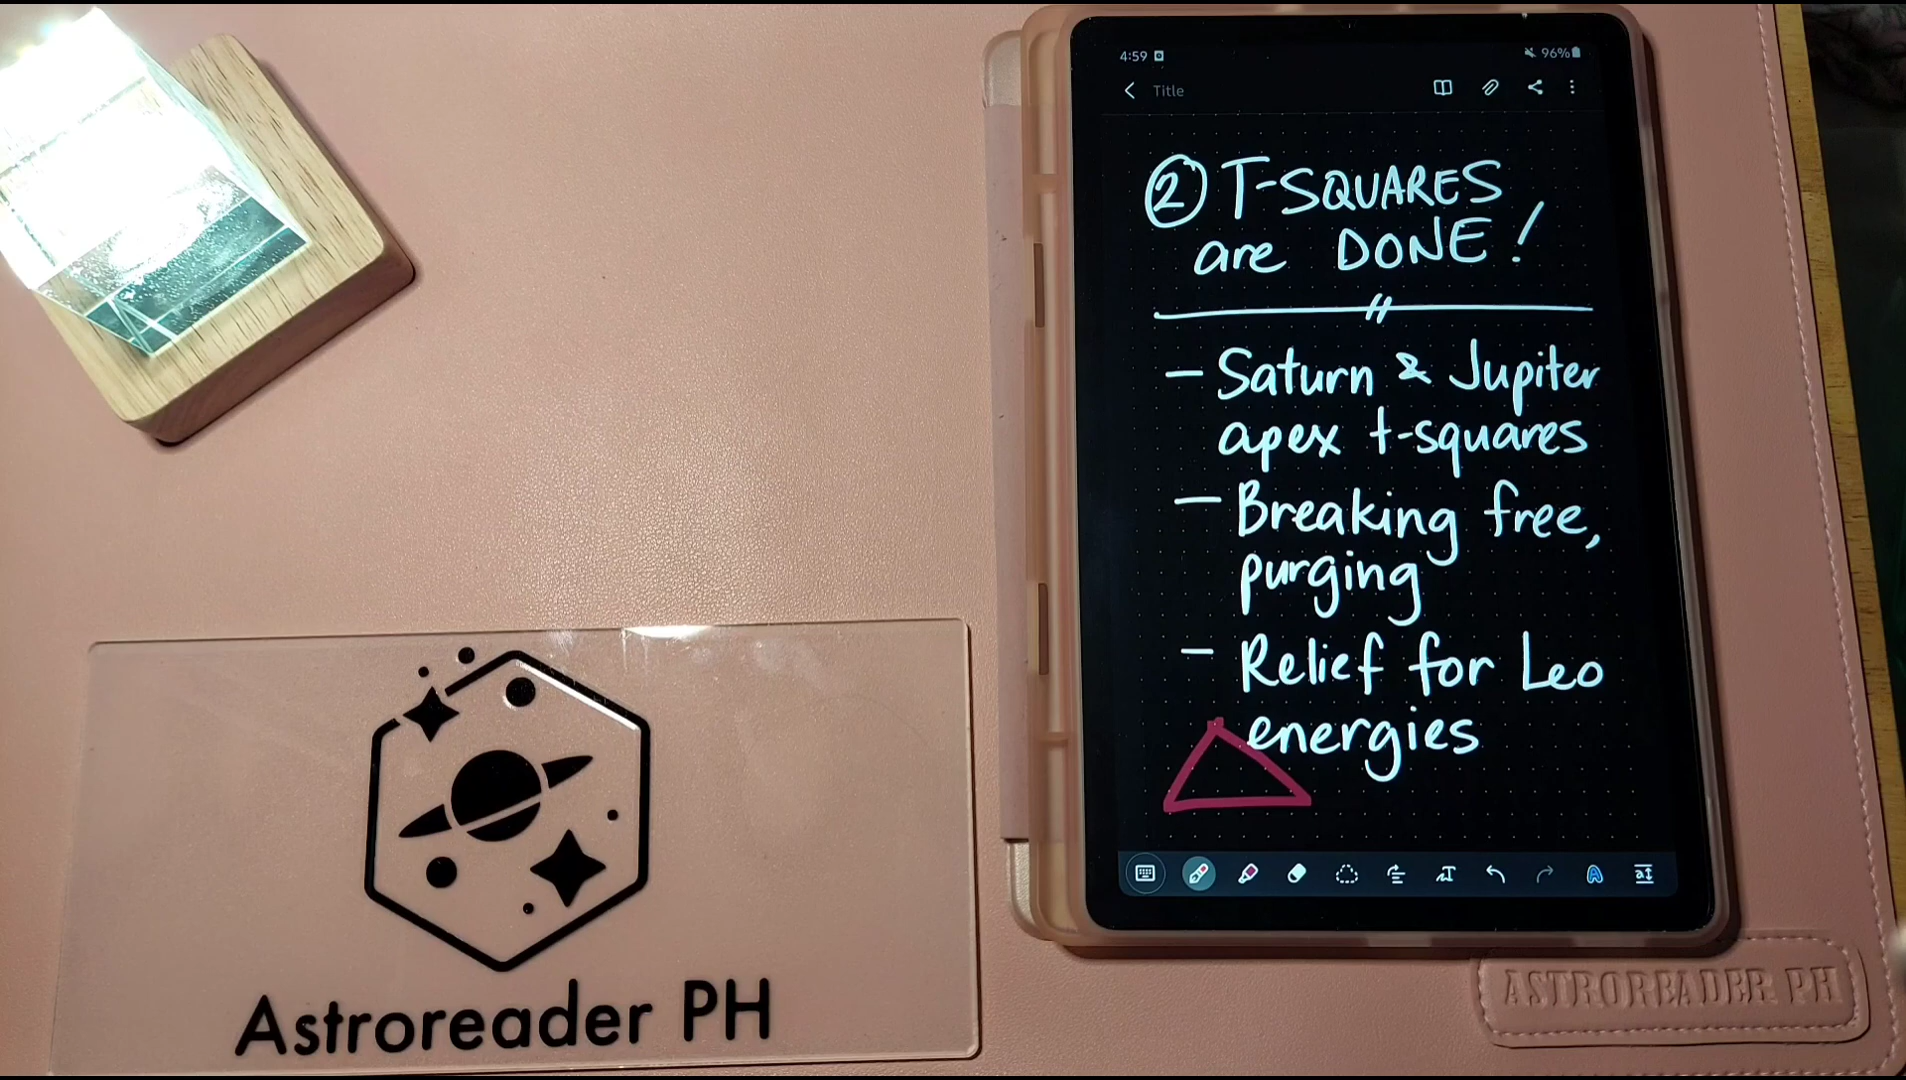 4:59
96%
Title
② T-SQUARES
are DONE!
- Saturn & Jupiter
apex t-squares
- Breaking free,
purging
- Relief for Leo
energies
Astroreader PH
ASTROREADER PH